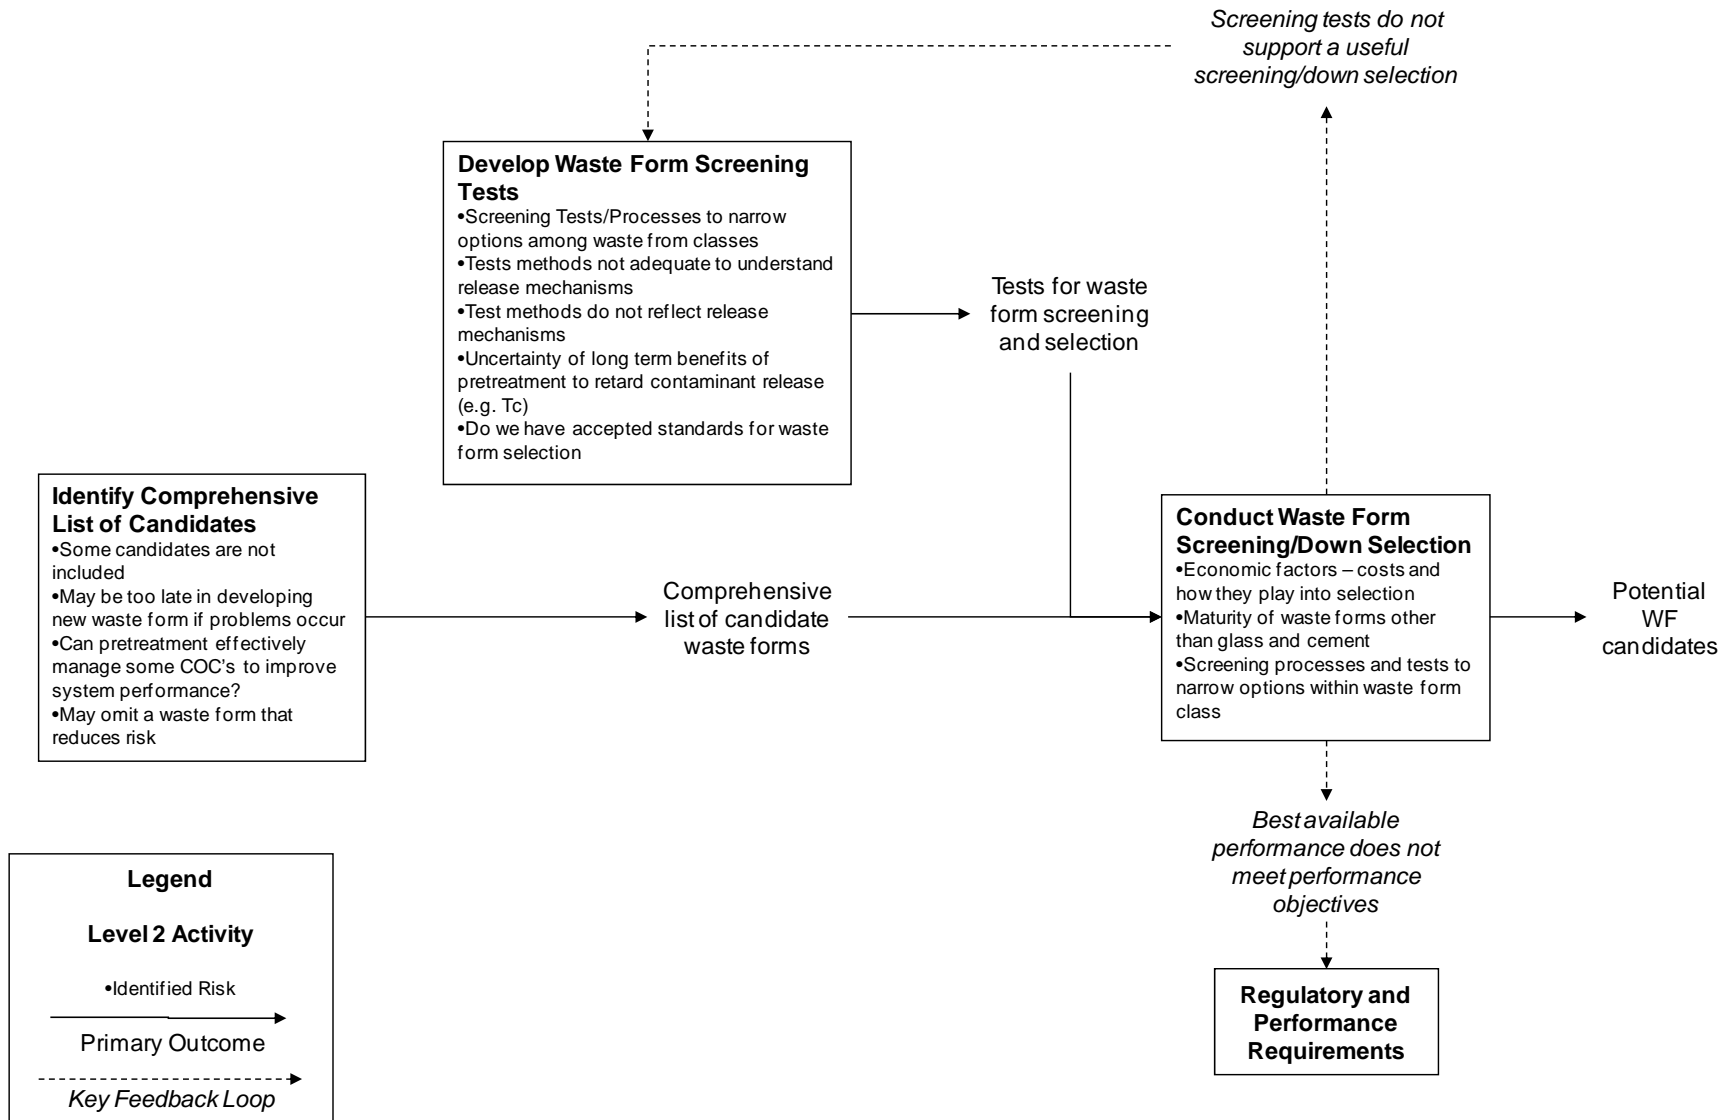 Screening tests do not
support a useful
screening/down selection
Develop Waste Form Screening
Tests
•Screening Tests/Processes to narrow
options among waste from classes
•Tests methods not adequate to understand
release mechanisms
•Test methods do not reflect release
mechanisms
•Uncertainty of long term benefits of
pretreatment to retard contaminant release
(e.g. Tc)
•Do we have accepted standards for waste
form selection
Tests for waste
form screening
and selection
Identify Comprehensive
List of Candidates
•Some candidates are not
included
•May be too late in developing
new waste form if problems occur
•Can pretreatment effectively
manage some COC's to improve
system performance?
•May omit a waste form that
reduces risk
Comprehensive
list of candidate
waste forms
Conduct Waste Form
Screening/Down Selection
•Economic factors – costs and
how they play into selection
•Maturity of waste forms other
than glass and cement
•Screening processes and tests to
narrow options within waste form
class
Potential
WF
candidates
Best available
performance does not
meet performance
objectives
Regulatory and
Performance
Requirements
Legend
Level 2 Activity
•Identified Risk
Primary Outcome
Key Feedback Loop